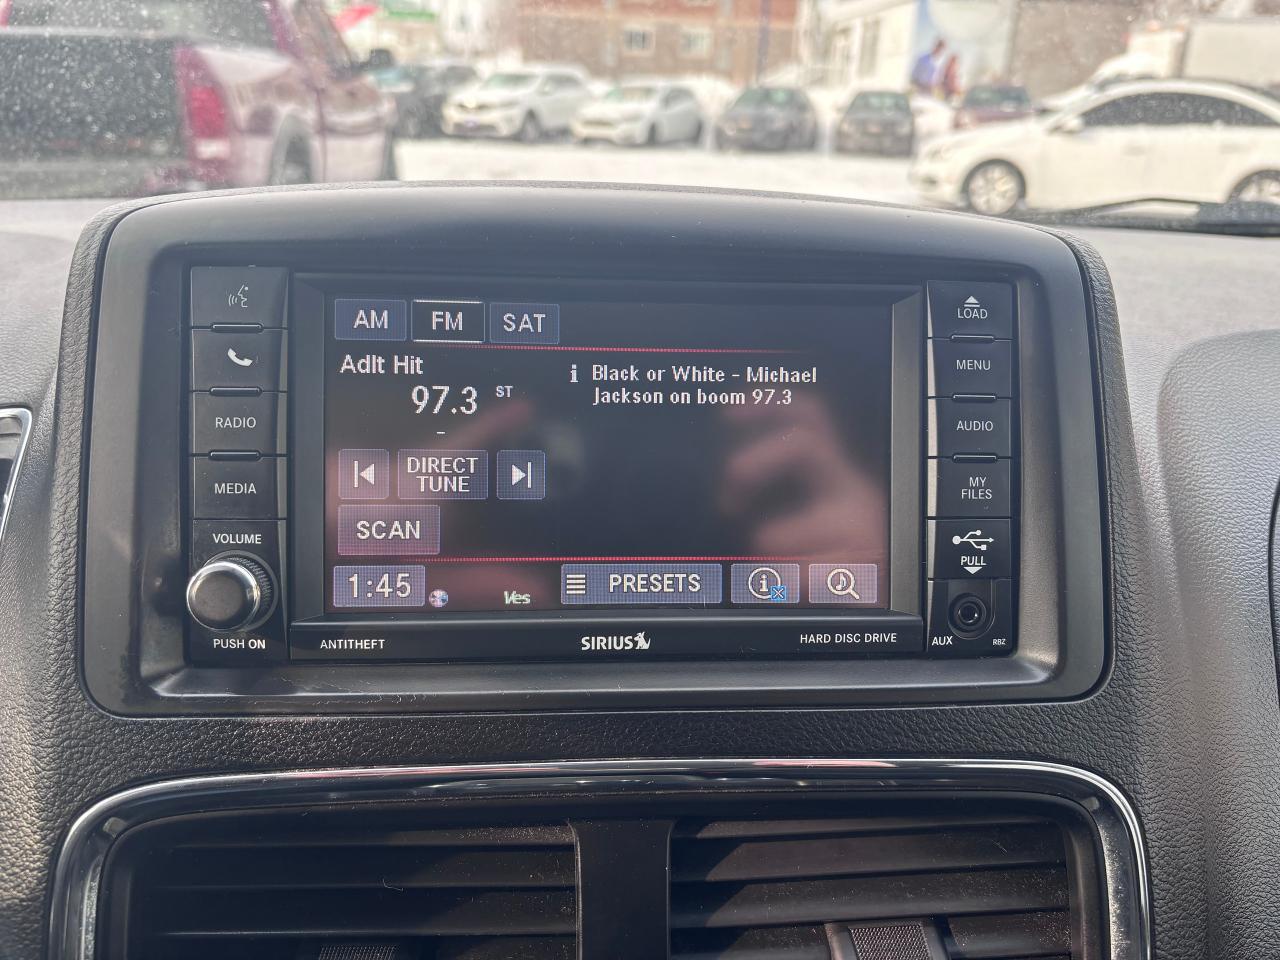 AM FM SAT
Adlt Hit
97.3 ST
i Black or White - Michael
Jackson on boom 97.3
DIRECT
TUNE
SCAN
1:45
Ves
PRESETS
RADIO
MEDIA
VOLUME
PUSH ON
ANTITHEFT
SIRIUS
HARD DISC DRIVE
LOAD
MENU
AUDIO
MY
FILES
PULL
AUX
RBZ